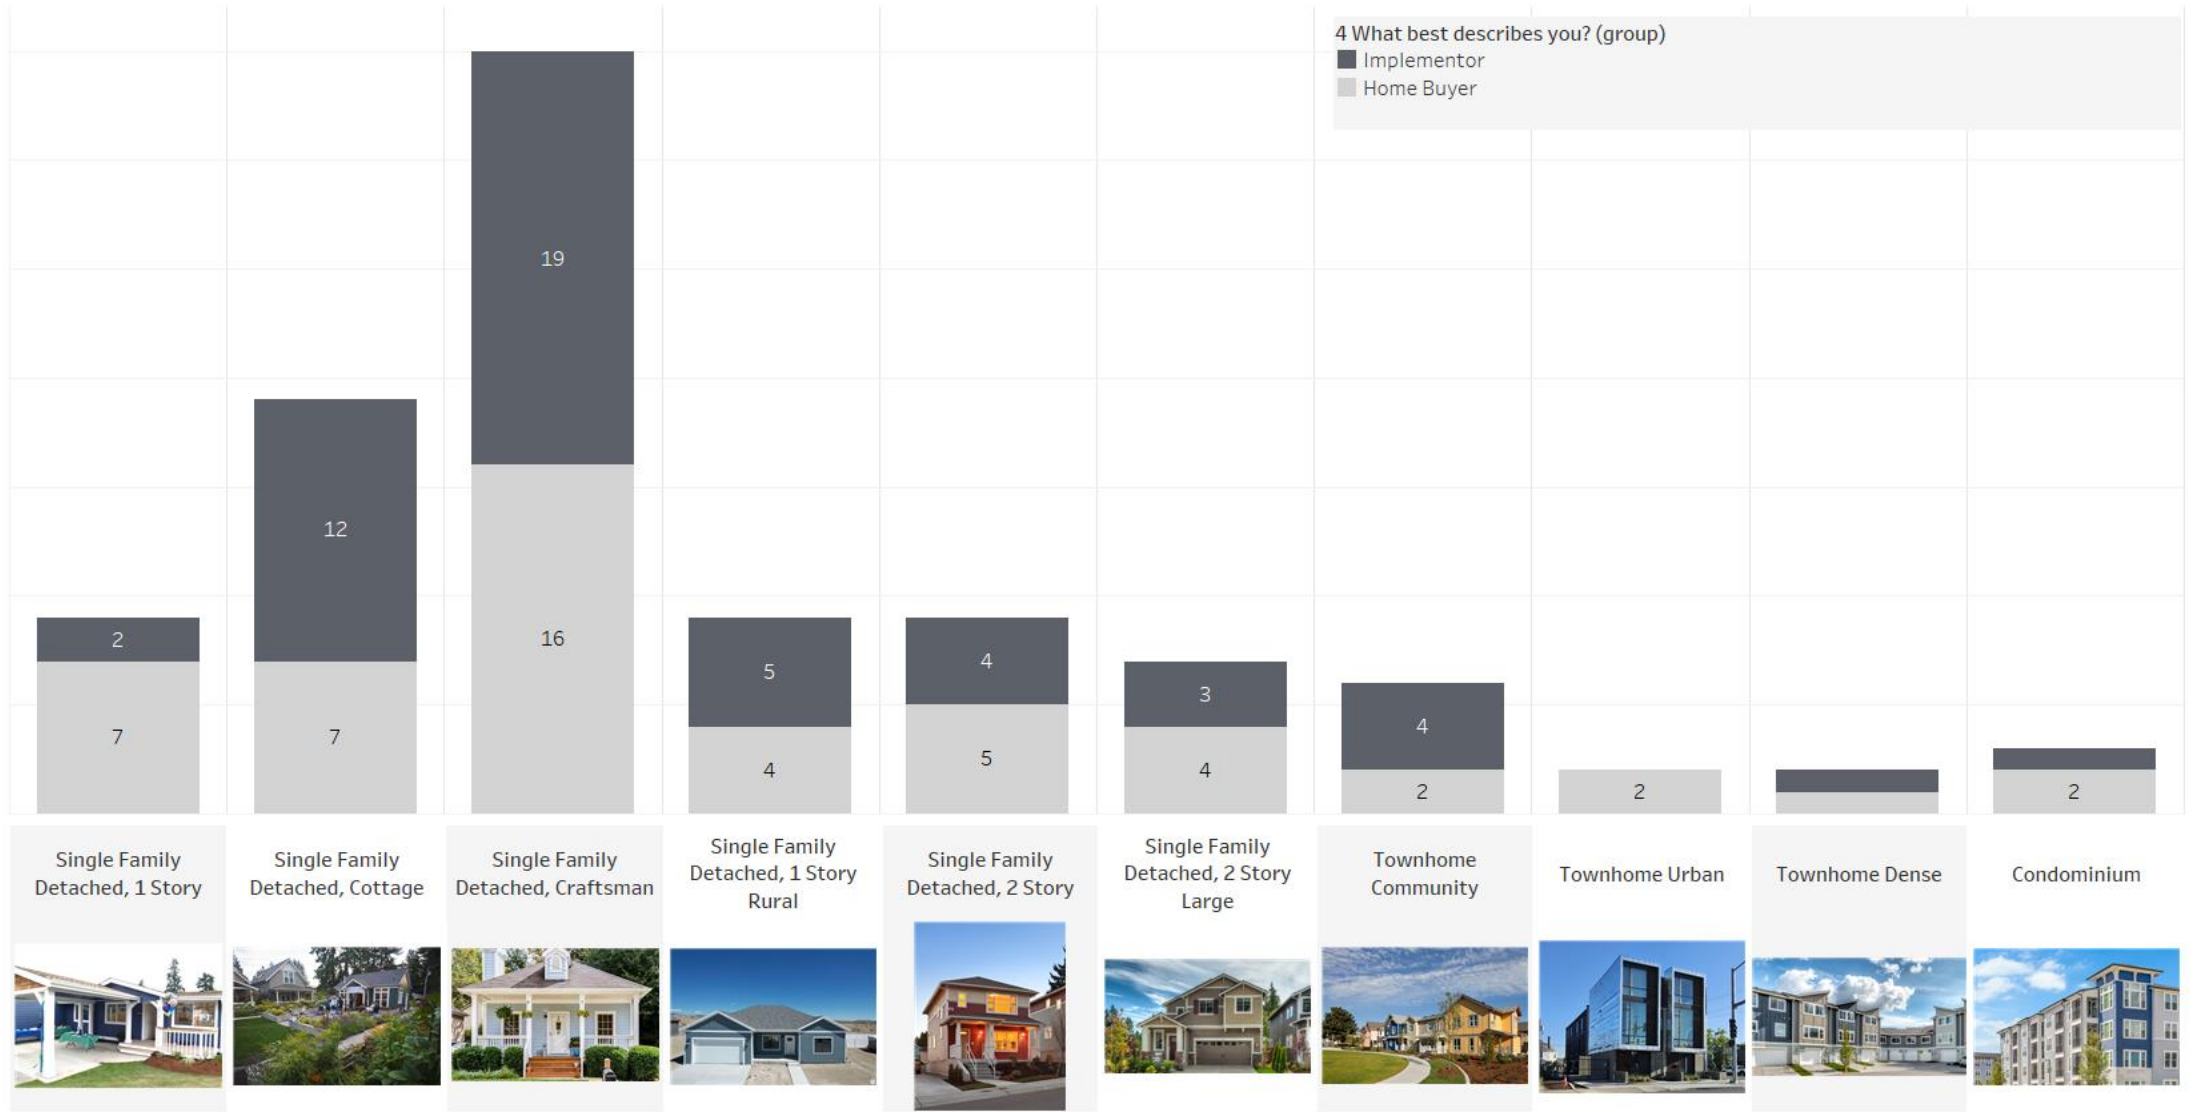 4 What best describes you? (group)
Implementor
Home Buyer
19
12
16
2
5
4
3
4
7
7
4
5
4
2
2
2
Single Family
Detached, 1 Story
Single Family
Detached, Cottage
Single Family
Detached, Craftsman
Single Family
Detached, 1 Story
Rural
Single Family
Detached, 2 Story
Single Family
Detached, 2 Story
Large
Townhome
Community
Townhome Urban
Townhome Dense
Condominium